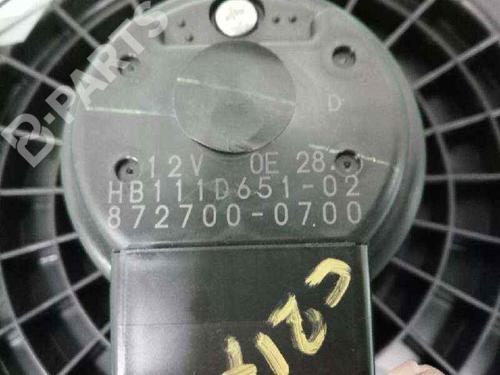 B-PARTS
D
12V 0E 28.
HB111D651-02
872700-0700